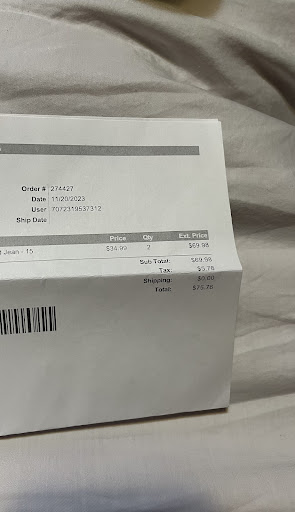 Order # 274427
Date 11/20/2023
User 7072319537312
Ship Date
Price Qty Ext. Price
Jean - 15 $34.99 2 $69.98
Sub Total: $69.98
Tax: $5.78
Shipping: $0.00
Total: $75.76